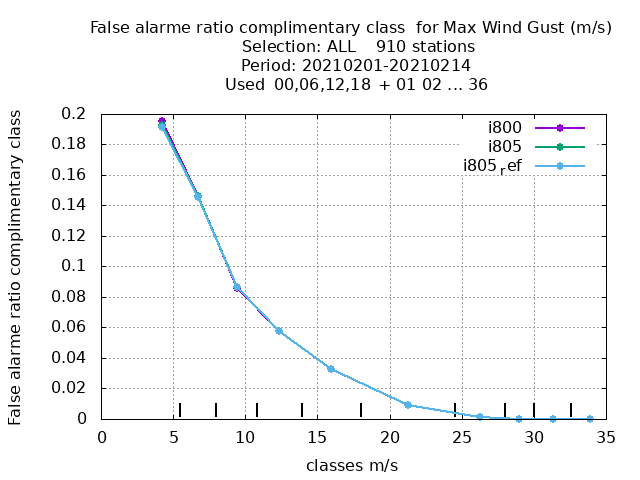 False alarme ratio complimentary class  for Max Wind Gust (m/s)
Selection: ALL    910 stations
Period: 20210201-20210214
Used  00,06,12,18  + 01 02 ... 36
False alarme ratio complimentary class
0.2
0.18
0.16
0.14
0.12
0.1
0.08
0.06
0.04
0.02
0
i800
i805
i805ref
0 5 10 15 20 25 30 35
classes m/s